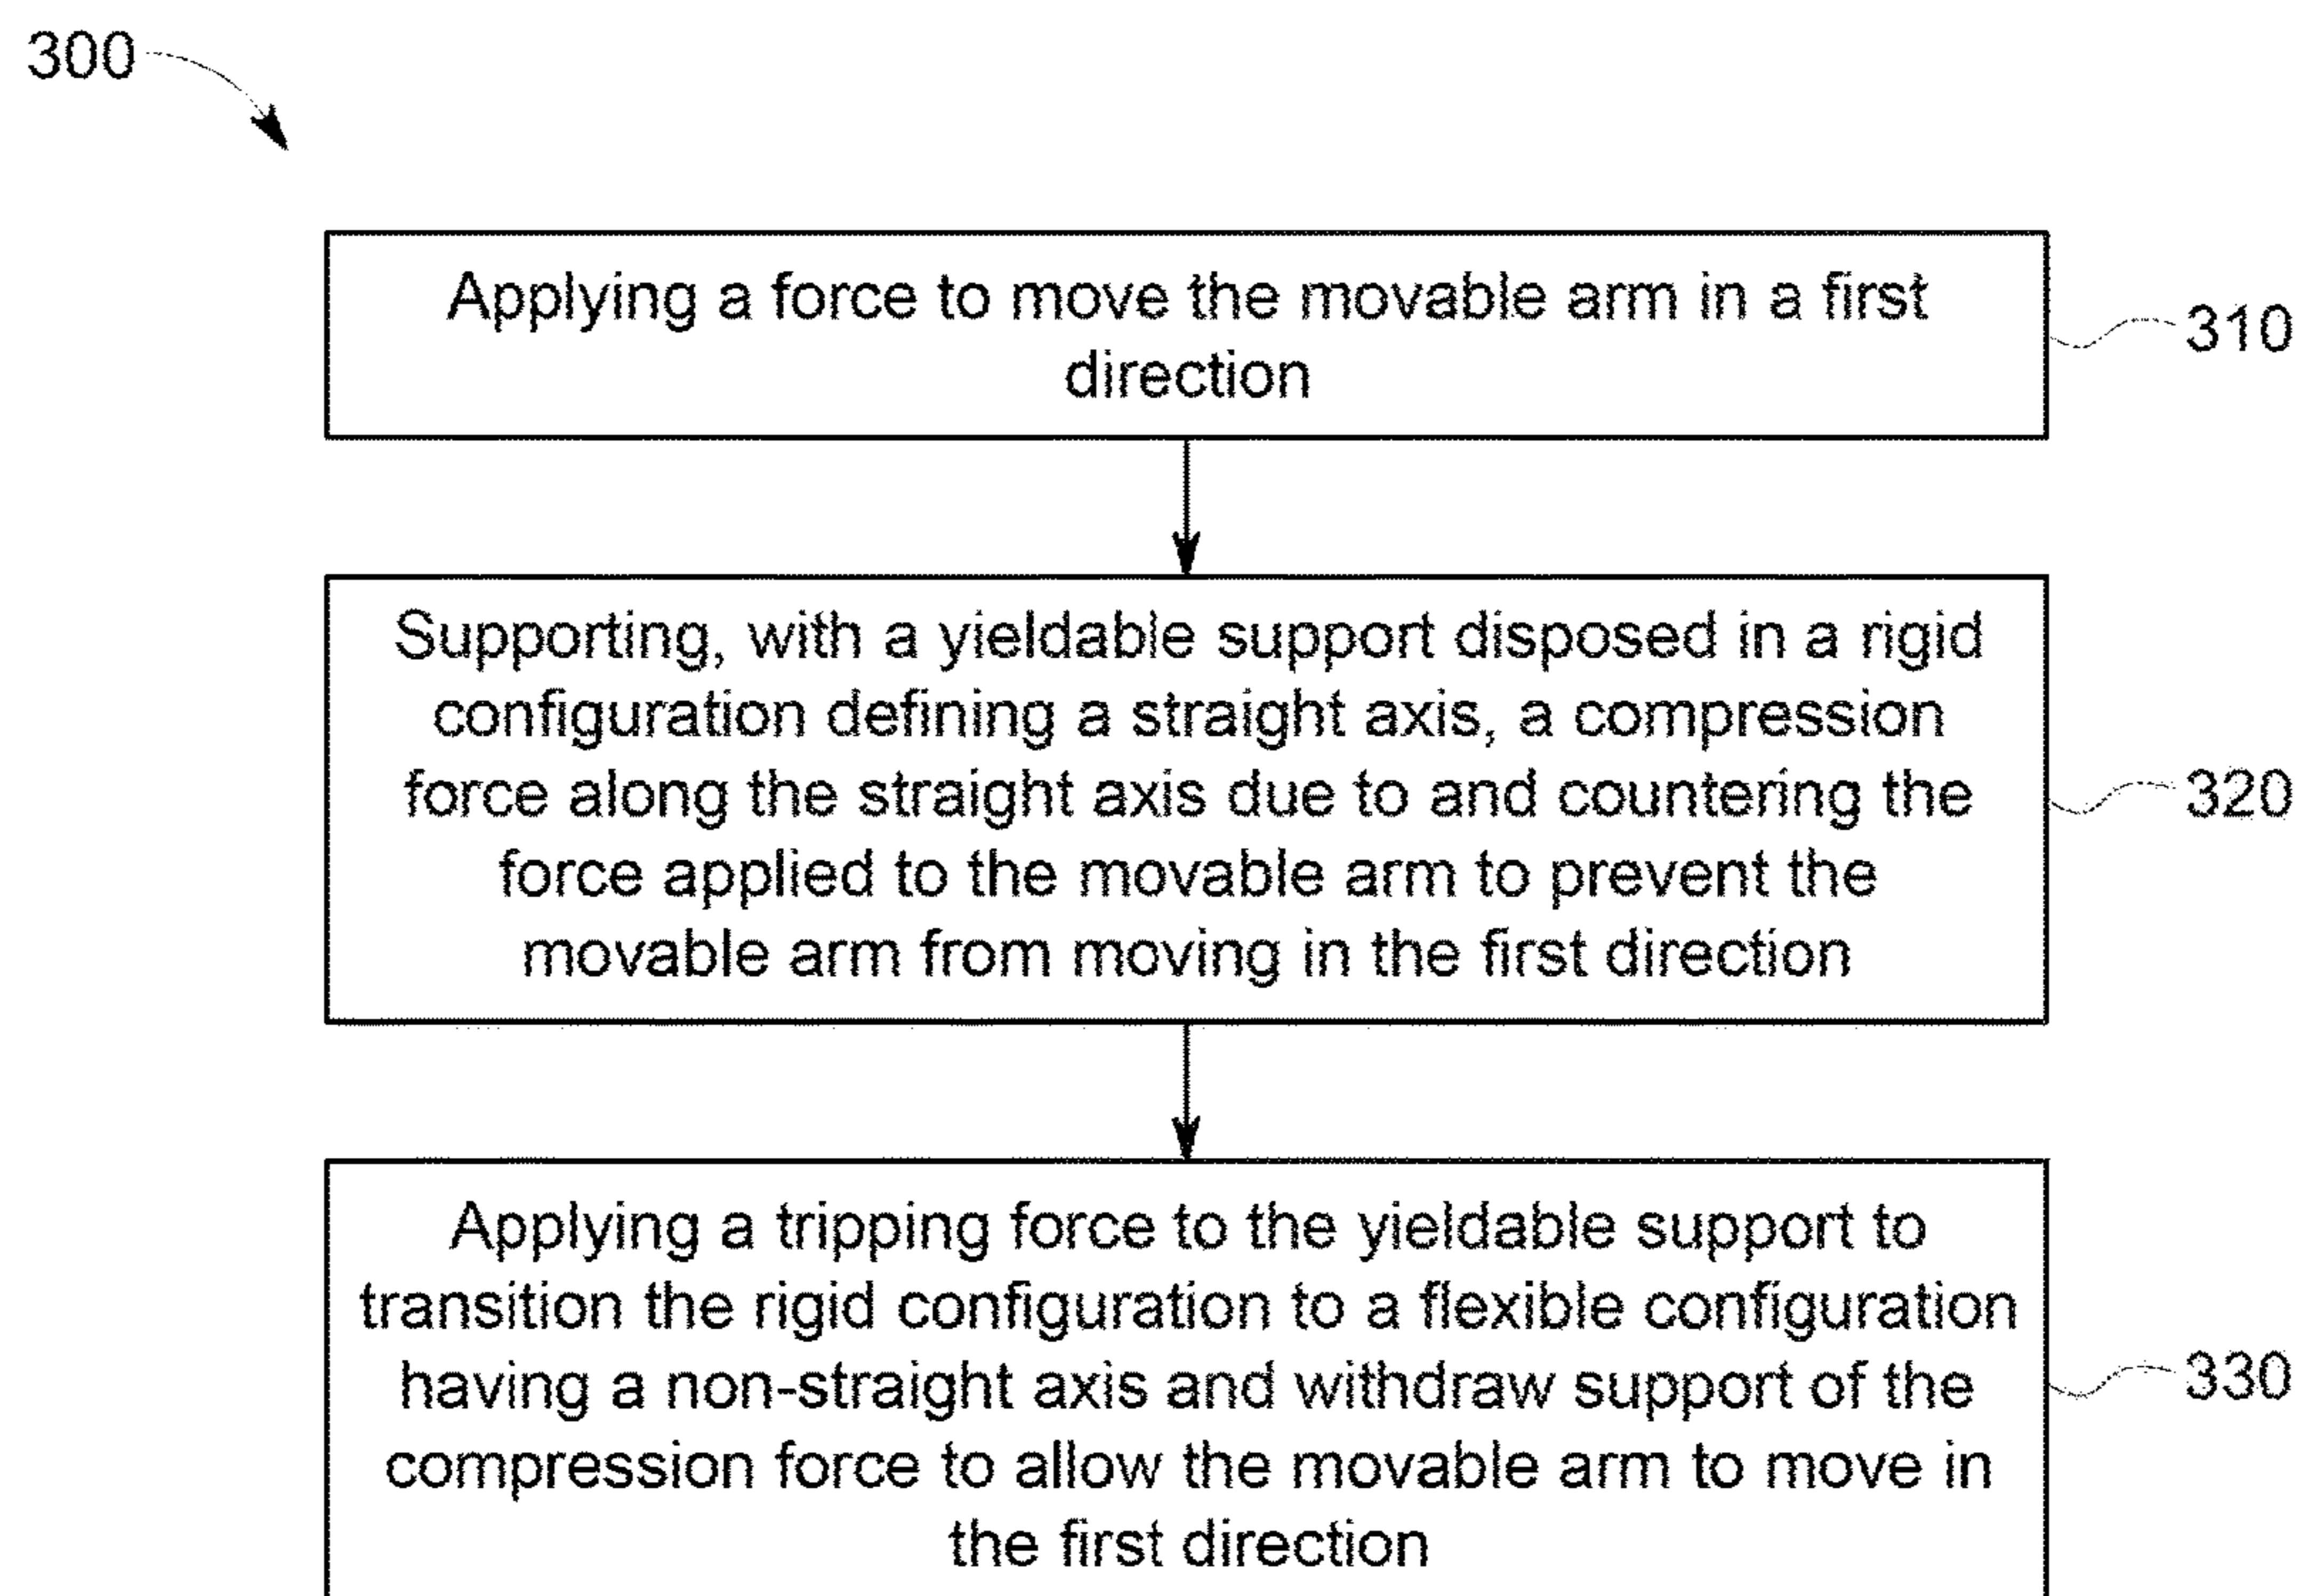 300
Applying a force to move the movable arm in a first
direction
310
Supporting, with a yieldable support disposed in a rigid
configuration defining a straight axis, a compression
force along the straight axis due to and countering the
force applied to the movable arm to prevent the
movable arm from moving in the first direction
320
Applying a tripping force to the yieldable support to
transition the rigid configuration to a flexible configuration
having a non-straight axis and withdraw support of the
compression force to allow the movable arm to move in
the first direction
330